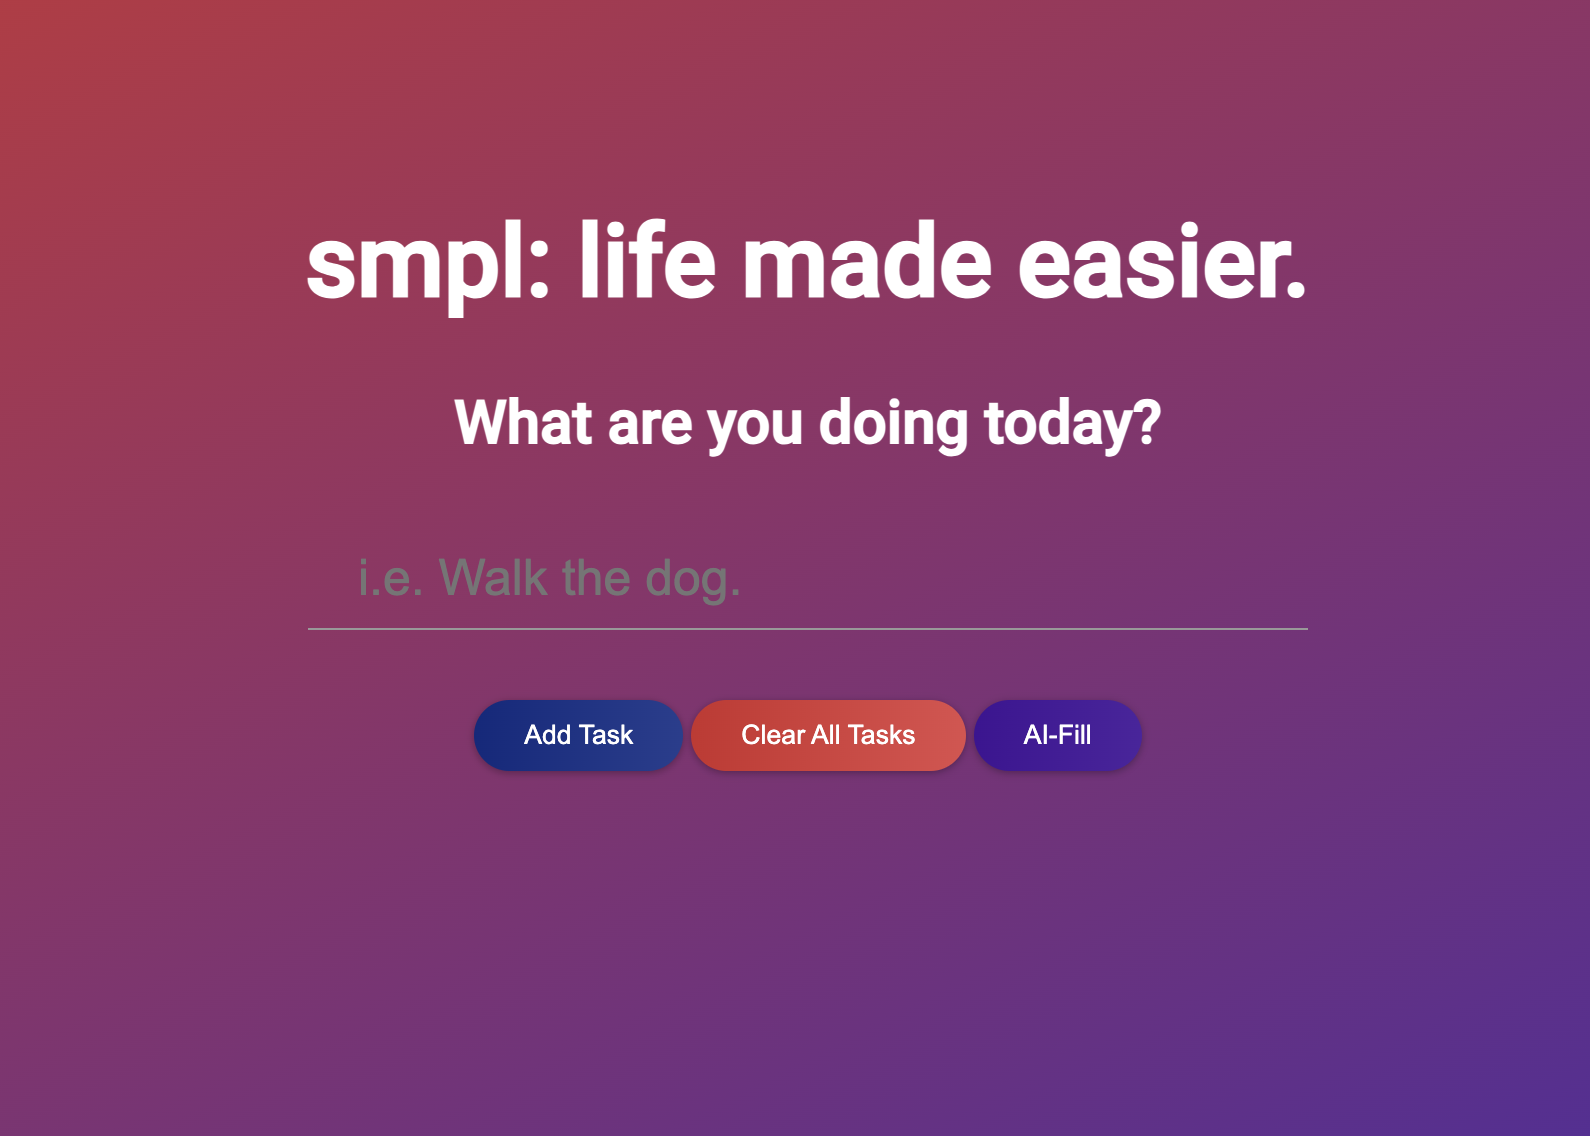 smpl: life made easier.
What are you doing today?
i.e. Walk the dog.
Add Task Clear All Tasks AI-Fill